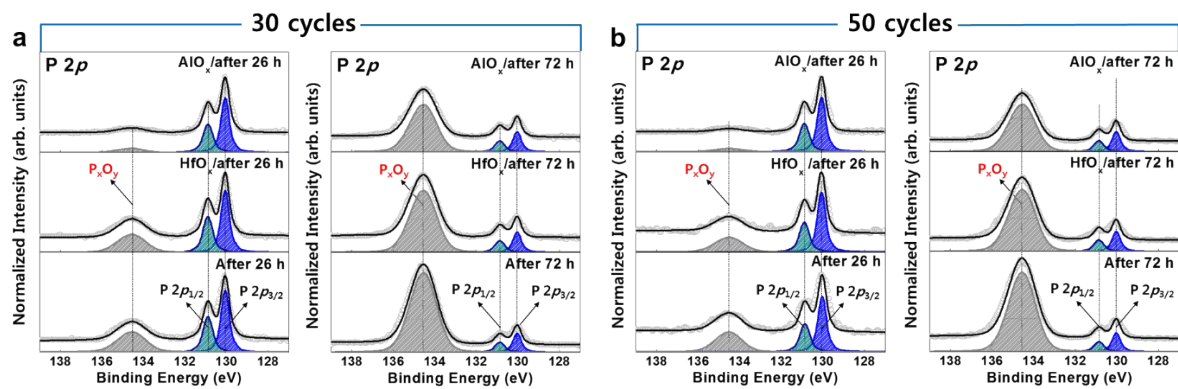 30 cycles
50 cycles
a
b
Normalized Intensity (arb. units)
P 2p
AlOx/after 26 h
PxOy
HfOx/after 26 h
After 26 h
P 2p1/2
P 2p3/2
138 136 134 132 130 128
Binding Energy (eV)
Normalized Intensity (arb. units)
P 2p
AlOx/after 72 h
PxOy
HfOx/after 72 h
After 72 h
P 2p1/2
P 2p3/2
138 136 134 132 130 128
Binding Energy (eV)
Normalized Intensity (arb. units)
P 2p
AlOx/after 26 h
PxOy
HfOx/after 26 h
After 26 h
P 2p1/2
P 2p3/2
138 136 134 132 130 128
Binding Energy (eV)
Normalized Intensity (arb. units)
P 2p
AlOx/after 72 h
PxOy
HfOx/after 72 h
After 72 h
P 2p1/2
P 2p3/2
138 136 134 132 130 128
Binding Energy (eV)